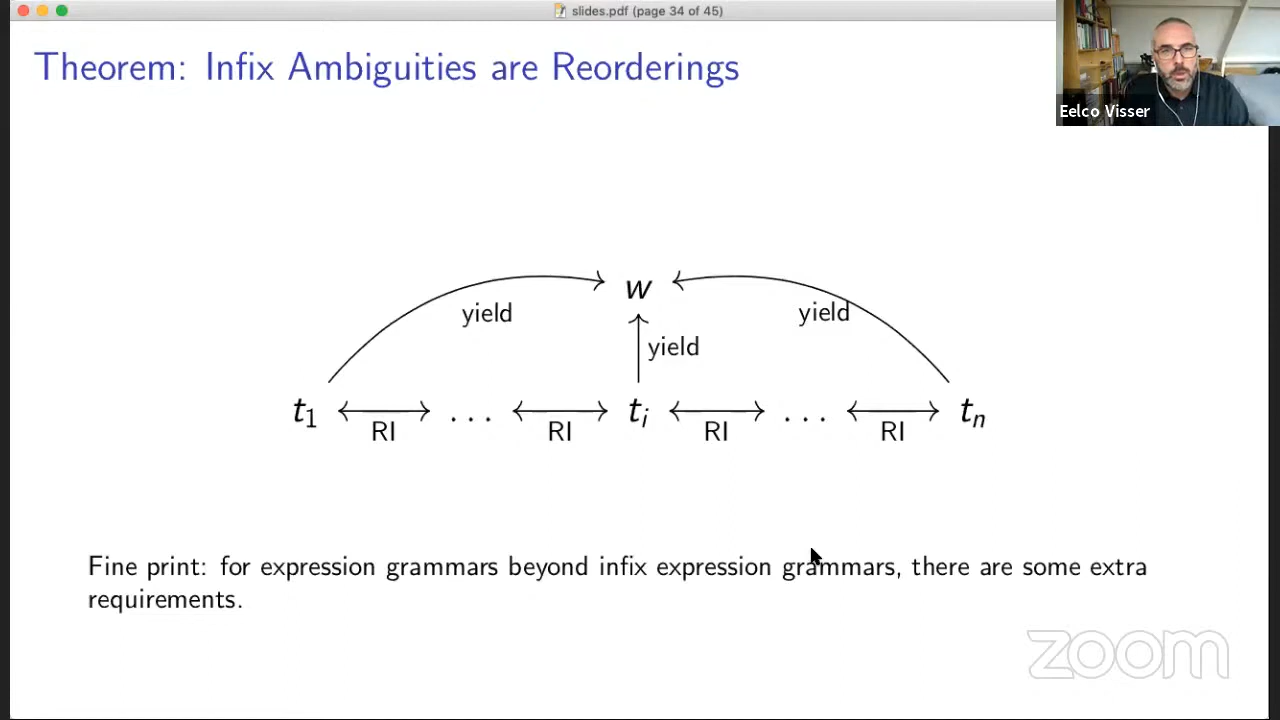 slides.pdf (page 34 of 45)
Theorem: Infix Ambiguities are Reorderings
Eelco Visser
w
yield yield
yield
t1 ... ti ... tn
RI RI RI RI
Fine print: for expression grammars beyond infix expression grammars, there are some extra
requirements.
zoom